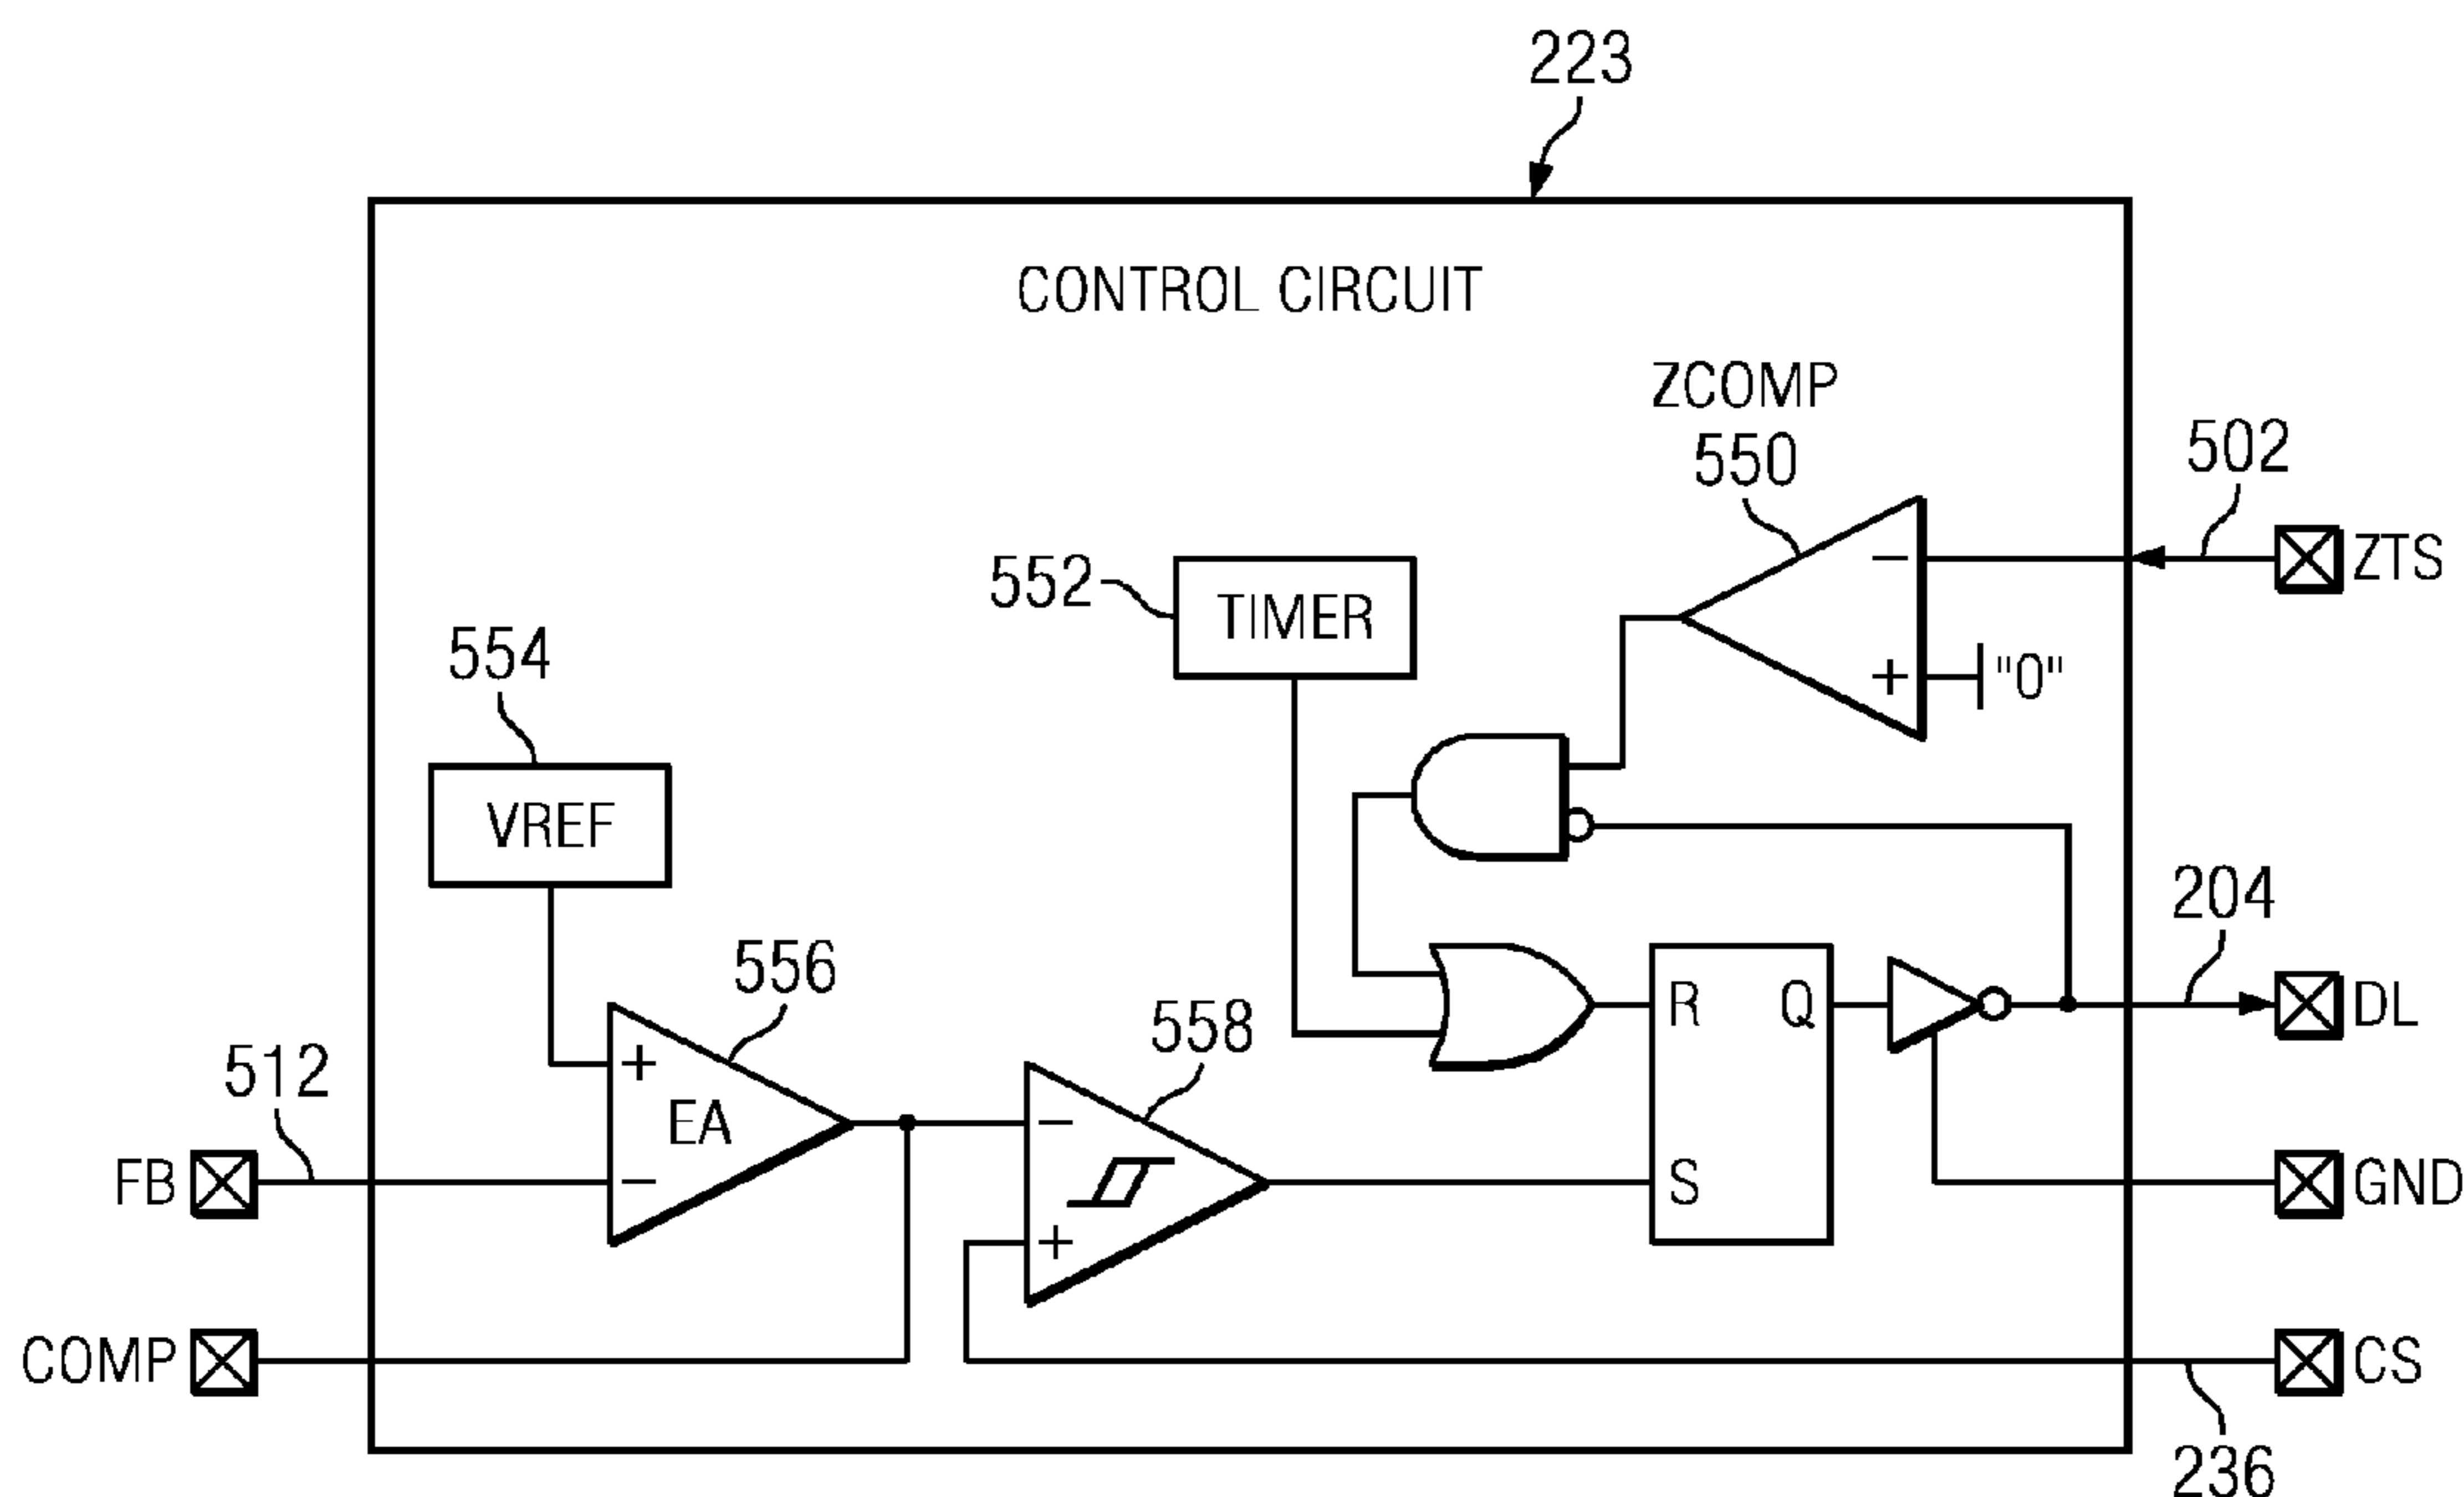 223
CONTROL CIRCUIT
ZCOMP
550
502
ZTS
552
TIMER
"0"
554
VREF
204
556
DL
R
Q
558
512
+
EA
-
-
+
FB
S
GND
COMP
CS
236
-
+